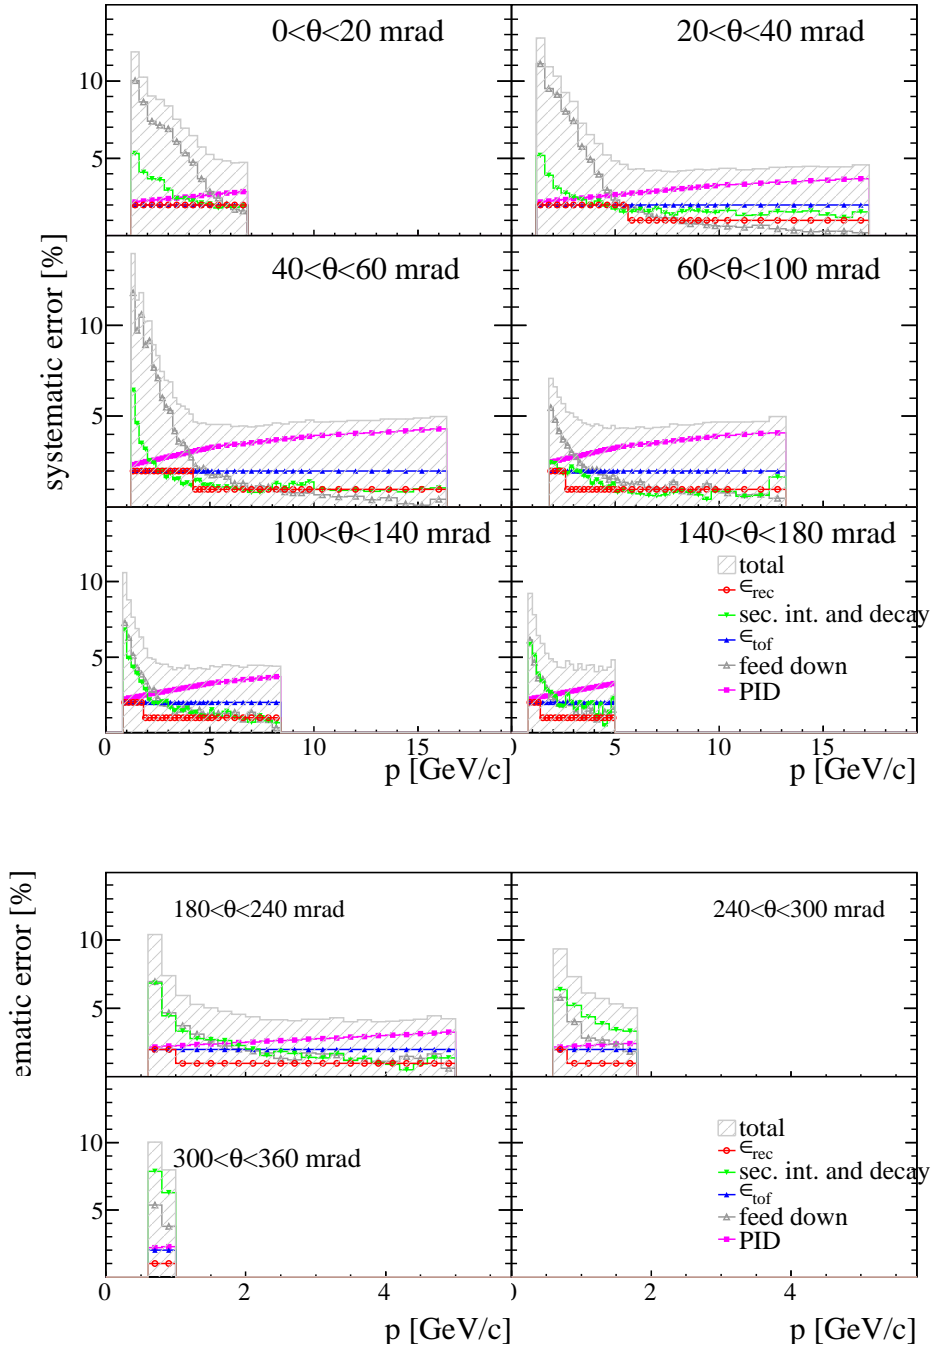 0<θ<20 mrad
20<θ<40 mrad
10
5
systematic error [%]
40<θ<60 mrad
60<θ<100 mrad
10
5
100<θ<140 mrad
140<θ<180 mrad
total
∈rec
sec. int. and decay
∈tof
feed down
PID
10
5
0 5 10 15 0 5 10 15
p [GeV/c] p [GeV/c]
ematic error [%]
180<θ<240 mrad
240<θ<300 mrad
10
5
300<θ<360 mrad
total
∈rec
sec. int. and decay
∈tof
feed down
PID
10
5
0 2 4 0 2 4
p [GeV/c] p [GeV/c]